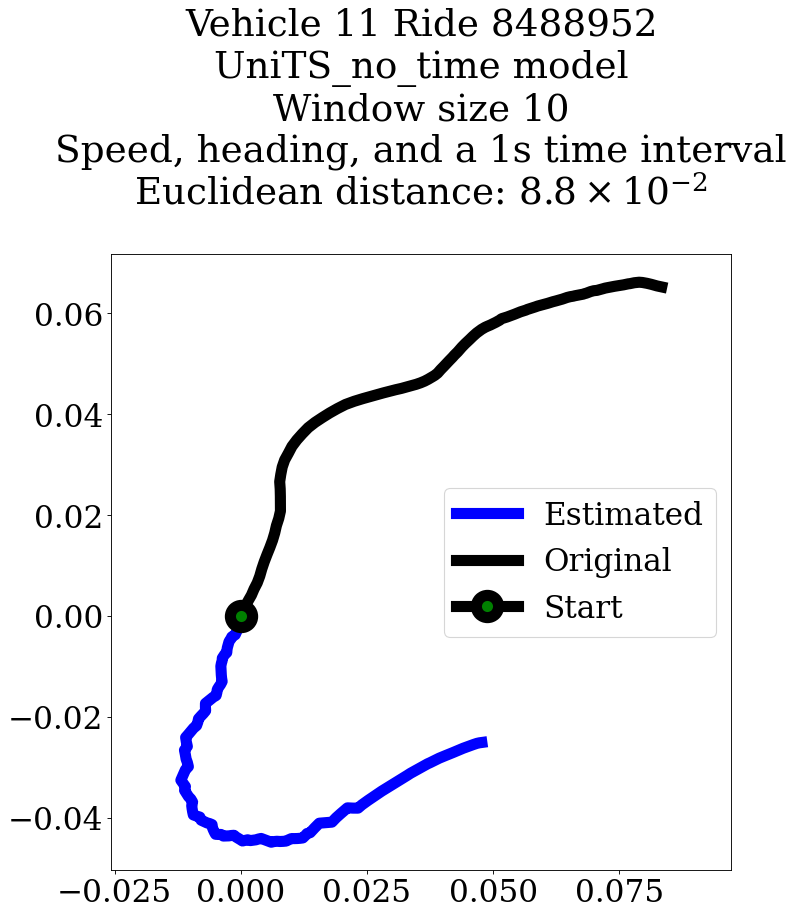 Vehicle 11 Ride 8488952
UniTS_no_time model
Window size 10
Speed, heading, and a 1s time interval
Euclidean distance: 8.8 × 10⁻²
0.06
0.04
0.02
0.00
−0.02
−0.04
Estimated
Original
Start
−0.025 0.000 0.025 0.050 0.075